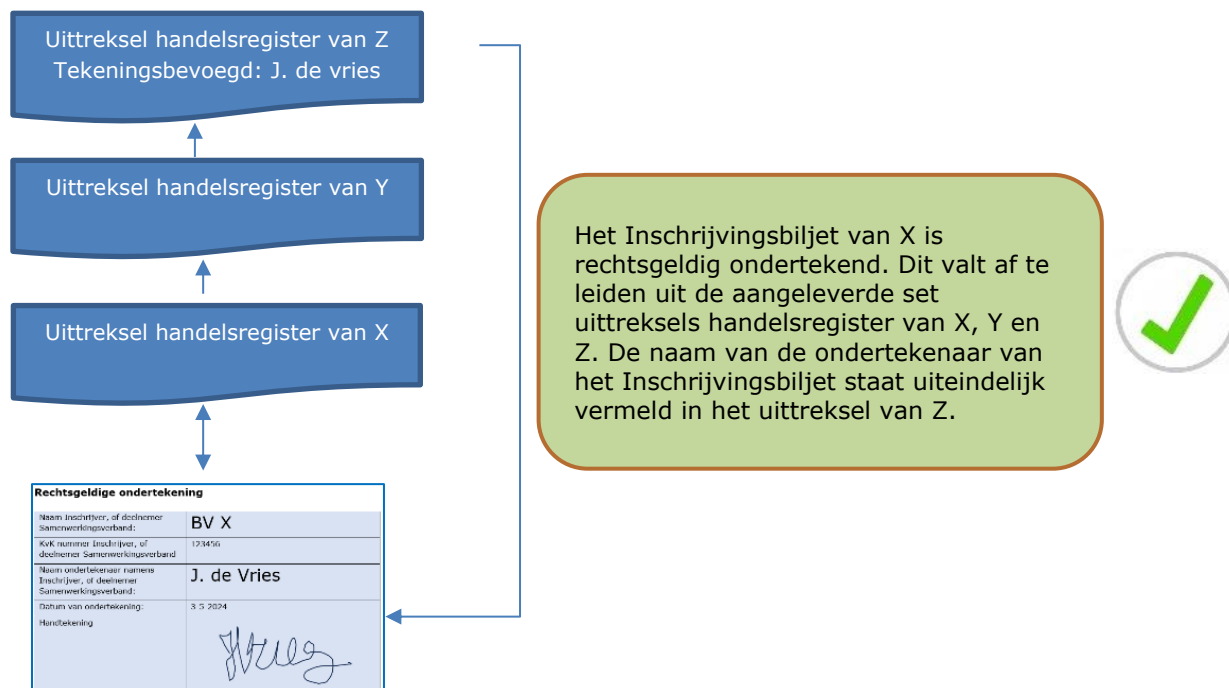 Uittreksel handelsregister van Z
Tekeningsbevoegd: J. de vries
Uittreksel handelsregister van Y
Uittreksel handelsregister van X
Het Inschrijvingsbiljet van X is
rechtsgeldig ondertekend. Dit valt af te
leiden uit de aangeleverde set
uittreksels handelsregister van X, Y en
Z. De naam van de ondertekenaar van
het Inschrijvingsbiljet staat uiteindelijk
vermeld in het uittreksel van Z.
Rechtsgeldige ondertekening
Naam Inschrijver, of deelnemer
Samenwerkingsverband:
BV X
KvK nummer Inschrijver, of
deelnemer Samenwerkingsverband
123456
Naam ondertekenaar namens
Inschrijver, of deelnemer
Samenwerkingsverband:
J. de Vries
Datum van ondertekening:
3 5 2024
Handtekening